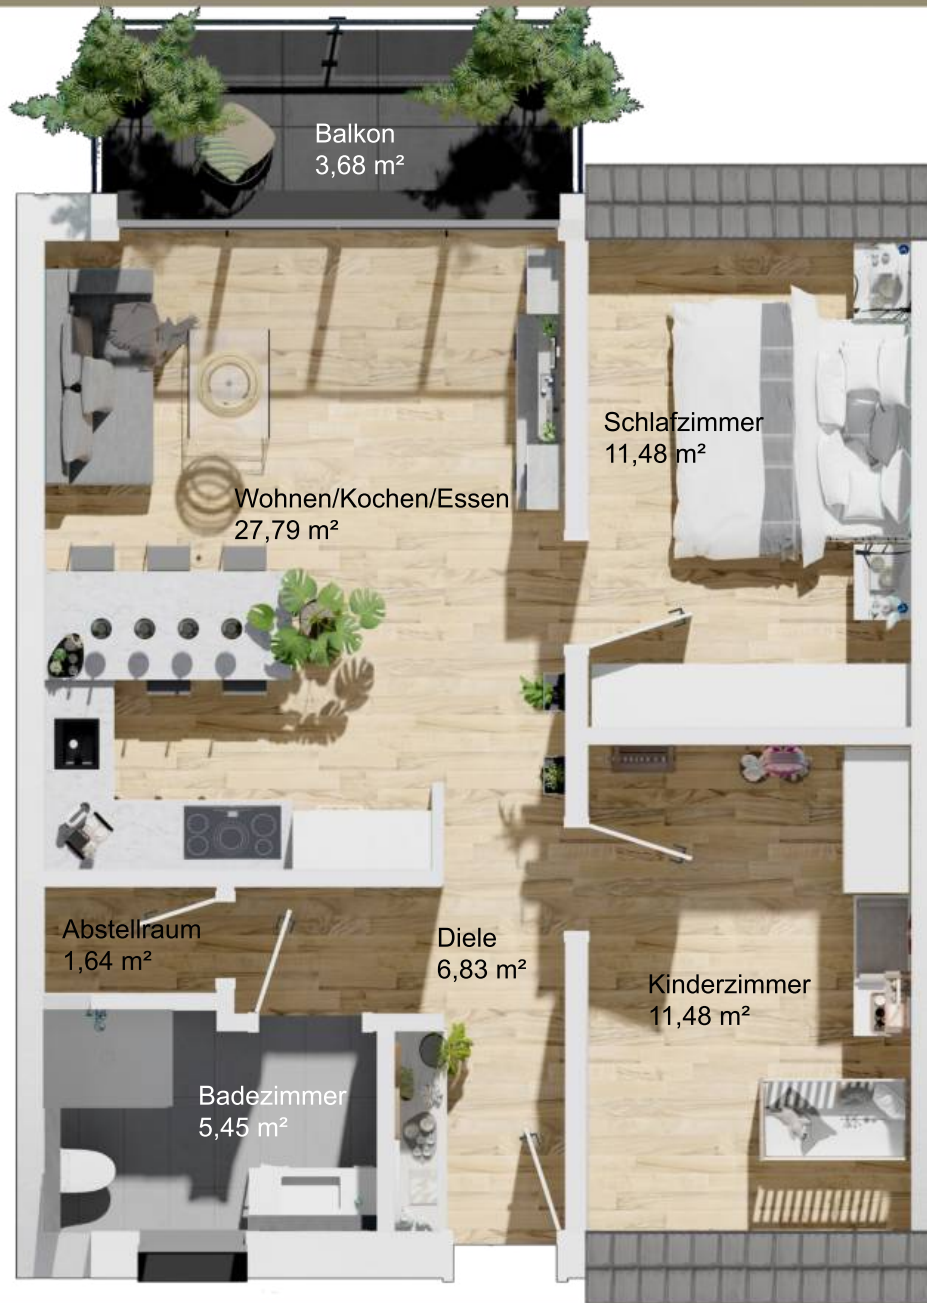 Balkon
3,68 m²
Schlafzimmer
11,48 m²
Wohnen/Kochen/Essen
27,79 m²
Abstellraum
1,64 m²
Diele
6,83 m²
Kinderzimmer
11,48 m²
Badezimmer
5,45 m²